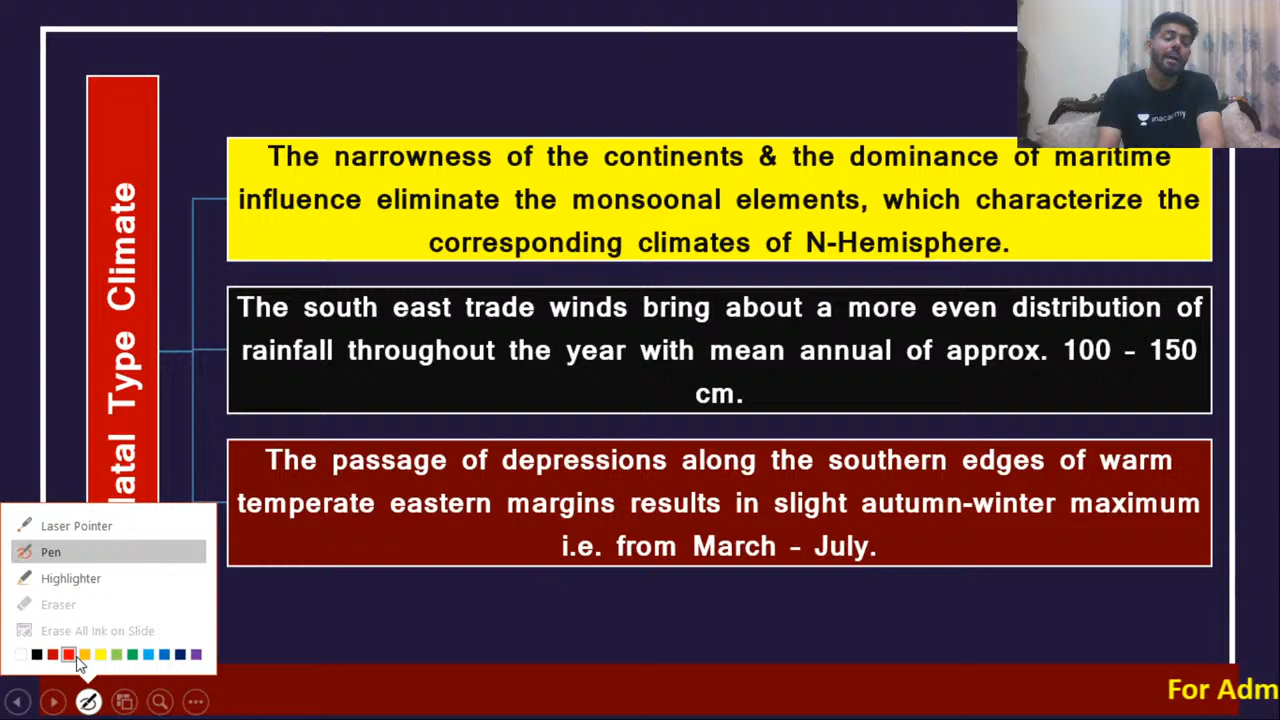 The narrowness of the continents & the dominance of maritime
influence eliminate the monsoonal elements, which characterize the
corresponding climates of N-Hemisphere.
The south east trade winds bring about a more even distribution of
rainfall throughout the year with mean annual of approx. 100 – 150
cm.
The passage of depressions along the southern edges of warm
temperate eastern margins results in slight autumn-winter maximum
i.e. from March – July.
atal Type Climate
Laser Pointer
Pen
Highlighter
Eraser
Erase All Ink on Slide
For Adm